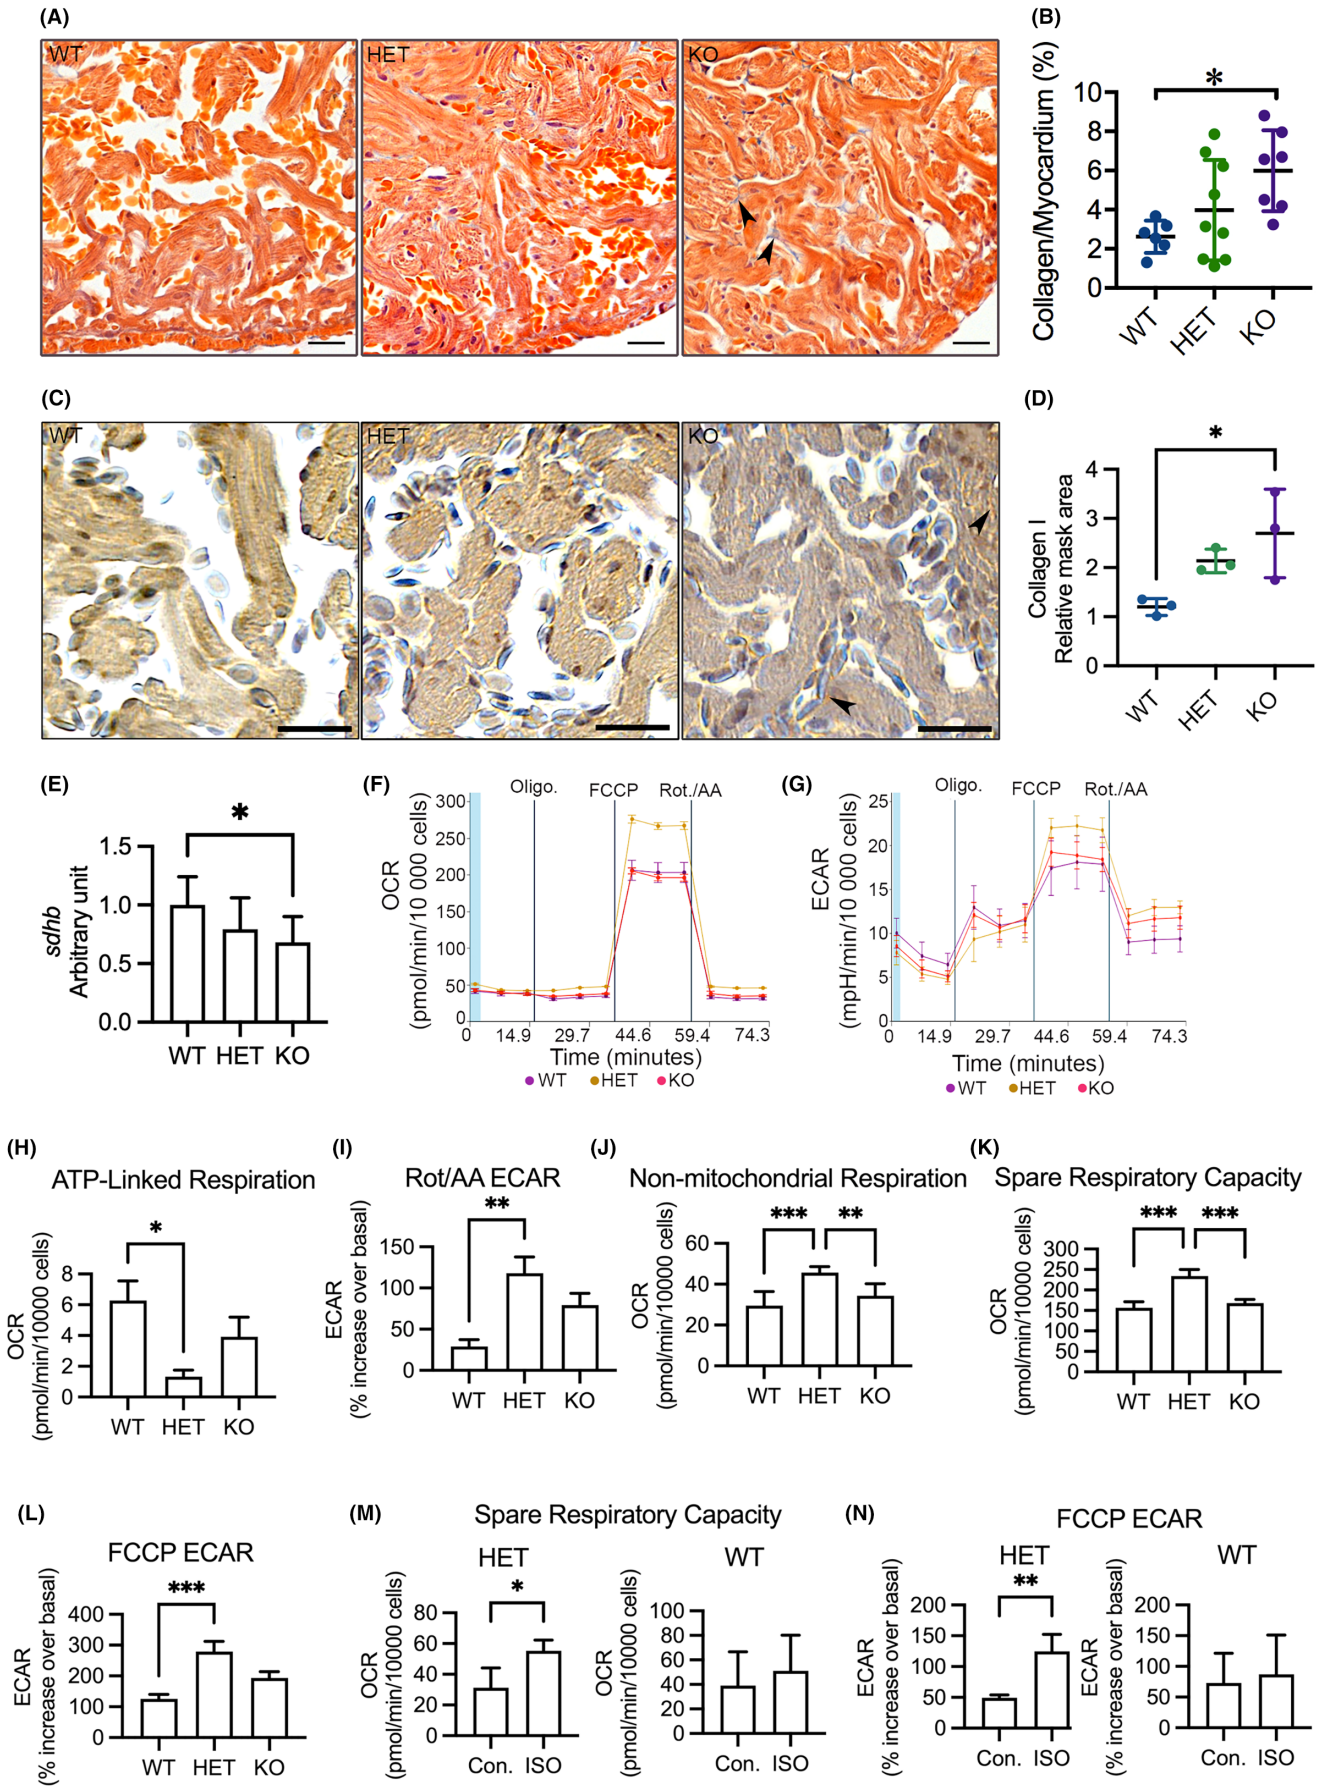 (A)
WT
HET
KO
(B)
Collagen/Myocardium (%)
*
10
8
6
4
2
0
WT
HET
KO
(C)
WT
HET
KO
(D)
Collagen I
Relative mask area
*
4
3
2
1
0
WT
HET
KO
(E)
sdhb
Arbitrary unit
*
1.5
1.0
0.5
0.0
WT HET KO
(F)
Oligo. FCCP Rot./AA
OCR
(pmol/min/10 000 cells)
300
250
200
150
100
50
0
0 14.9 29.7 44.6 59.4 74.3
Time (minutes)
WT HET KO
(G)
Oligo. FCCP Rot./AA
ECAR
(mpH/min/10 000 cells)
25
20
15
10
5
0
0 14.9 29.7 44.6 59.4 74.3
Time (minutes)
WT HET KO
(H)
ATP-Linked Respiration
OCR
(pmol/min/10000 cells)
*
8
6
4
2
0
WT HET KO
(I)
Rot/AA ECAR
ECAR
(% increase over basal)
**
150
100
50
0
WT HET KO
(J)
Non-mitochondrial Respiration
OCR
(pmol/min/10000 cells)
*** **
60
40
20
0
WT HET KO
(K)
Spare Respiratory Capacity
OCR
(pmol/min/10000 cells)
*** ***
300
250
200
150
100
50
0
WT HET KO
(L)
FCCP ECAR
ECAR
(% increase over basal)
***
400
300
200
100
0
WT HET KO
(M)
Spare Respiratory Capacity
HET
OCR
(pmol/min/10000 cells)
*
80
60
40
20
0
Con. ISO
WT
OCR
(pmol/min/10000 cells)
100
80
60
40
20
0
Con. ISO
(N)
FCCP ECAR
HET
ECAR
(% increase over basal)
**
200
150
100
50
0
Con. ISO
WT
ECAR
(% increase over basal)
200
150
100
50
0
Con. ISO